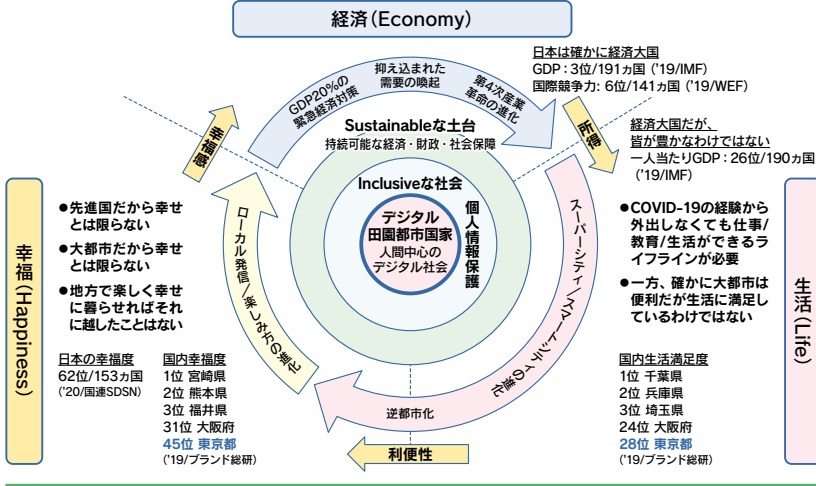 経済(Economy)
日本は確かに経済大国
GDP：3位/191ヵ国('19/IMF)
国際競争力: 6位/141ヵ国('19/WEF)
GDP20%の
緊急経済対策
抑え込まれた
需要の喚起
第4次産業
革命の進化
幸福感
所得
経済大国だが、
皆が豊かなわけではない
一人当たりGDP：26位/190ヵ国
('19/IMF)
Sustainableな土台
持続可能な経済・財政・社会保障
Inclusiveな社会
デジタル
田園都市国家
人間中心の
デジタル社会
個人情報保護
幸福(Happiness)
●先進国だから幸せ
とは限らない
●大都市だから幸せ
とは限らない
●地方で楽しく幸せ
に暮らせればそれ
に越したことはない
ローカル発信/楽しみ方の進化
スーパーシティ/スマートシティの進化
●COVID-19の経験から
外出しなくても仕事/
教育/生活ができるラ
イフラインが必要
●一方、確かに大都市は
便利だが生活に満足し
ているわけではない
生活(Life)
日本の幸福度
62位/153ヵ国
('20/国連SDSN)
国内幸福度
1位 宮崎県
2位 熊本県
3位 福井県
31位 大阪府
45位 東京都
('19/ブランド総研)
逆都市化
利便性
国内生活満足度
1位 千葉県
2位 兵庫県
3位 埼玉県
24位 大阪府
28位 東京都
('19/ブランド総研)